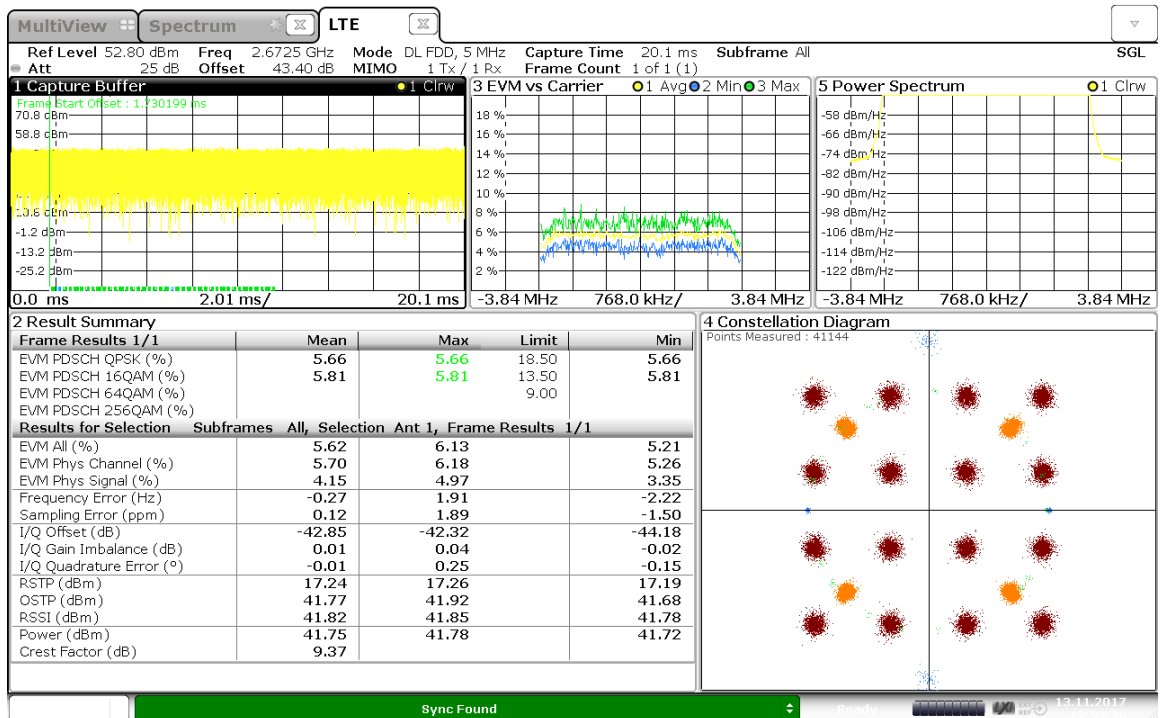 MultiView Spectrum LTE
Ref Level 52.80 dBm Freq 2.6725 GHz Mode DL FDD, 5 MHz Capture Time 20.1 ms Subframe All SGL
Att 25 dB Offset 43.40 dB MIMO 1 Tx / 1 Rx Frame Count 1 of 1 (1)
1 Capture Buffer 1 Clrw
Frame Start Offset : 1.730199 ms
70.8 dBm
58.8 dBm
10.8 dBm
-1.2 dBm
-13.2 dBm
-25.2 dBm
0.0 ms 2.01 ms/ 20.1 ms
3 EVM vs Carrier 1 Avg 2 Min 3 Max
18 %
16 %
14 %
12 %
10 %
8 %
6 %
4 %
2 %
-3.84 MHz 768.0 kHz/ 3.84 MHz
5 Power Spectrum 1 Clrw
-58 dBm/Hz
-66 dBm/Hz
-74 dBm/Hz
-82 dBm/Hz
-90 dBm/Hz
-98 dBm/Hz
-106 dBm/Hz
-114 dBm/Hz
-122 dBm/Hz
-3.84 MHz 768.0 kHz/ 3.84 MHz
2 Result Summary
Frame Results 1/1 Mean Max Limit Min
EVM PDSCH QPSK (%) 5.66 5.66 18.50 5.66
EVM PDSCH 16QAM (%) 5.81 5.81 13.50 5.81
EVM PDSCH 64QAM (%) 9.00
EVM PDSCH 256QAM (%)
Results for Selection Subframes All, Selection Ant 1, Frame Results 1/1
EVM All (%) 5.62 6.13 5.21
EVM Phys Channel (%) 5.70 6.18 5.26
EVM Phys Signal (%) 4.15 4.97 3.35
Frequency Error (Hz) -0.27 1.91 -2.22
Sampling Error (ppm) 0.12 1.89 -1.50
I/Q Offset (dB) -42.85 -42.32 -44.18
I/Q Gain Imbalance (dB) 0.01 0.04 -0.02
I/Q Quadrature Error (º) -0.01 0.25 -0.15
RSTP (dBm) 17.24 17.26 17.19
OSTP (dBm) 41.77 41.92 41.68
RSSI (dBm) 41.82 41.85 41.78
Power (dBm) 41.75 41.78 41.72
Crest Factor (dB) 9.37
4 Constellation Diagram
Points Measured : 41144
Sync Found Ready 13.11.2017